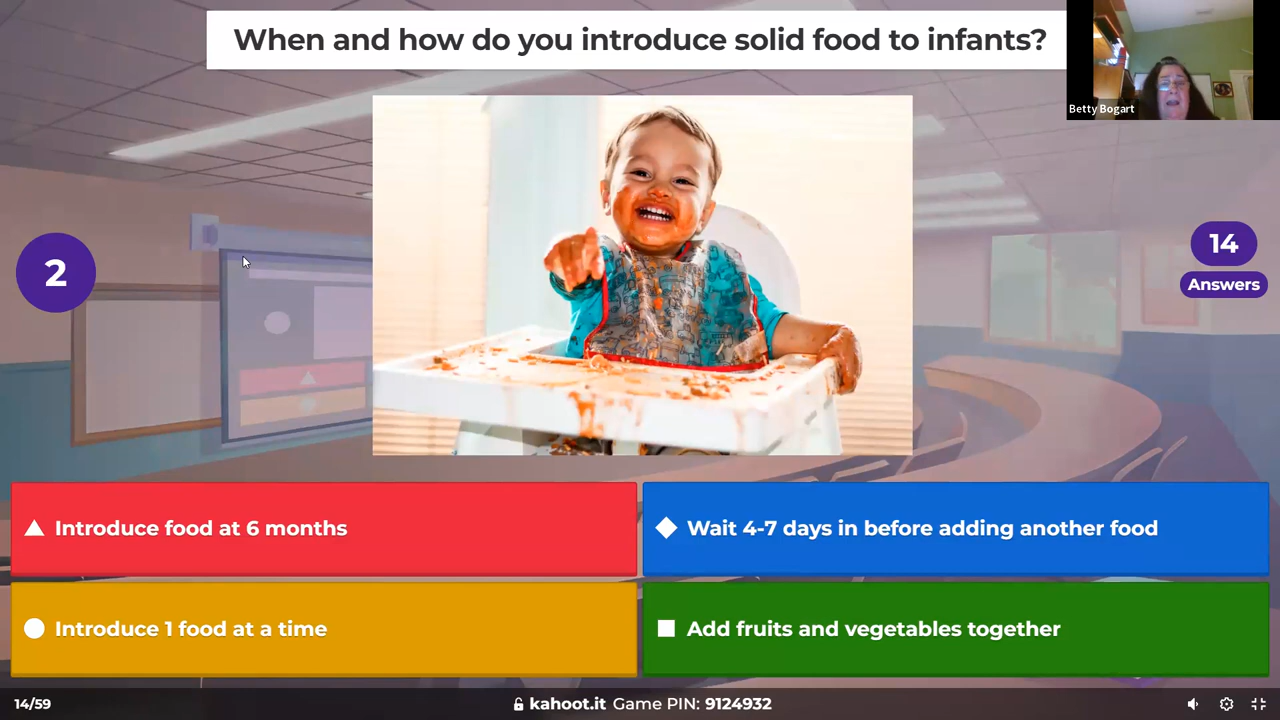 When and how do you introduce solid food to infants?
Betty Bogart
2
14
Answers
Introduce food at 6 months
Wait 4-7 days in before adding another food
Introduce 1 food at a time
Add fruits and vegetables together
14/59
kahoot.it Game PIN: 9124932